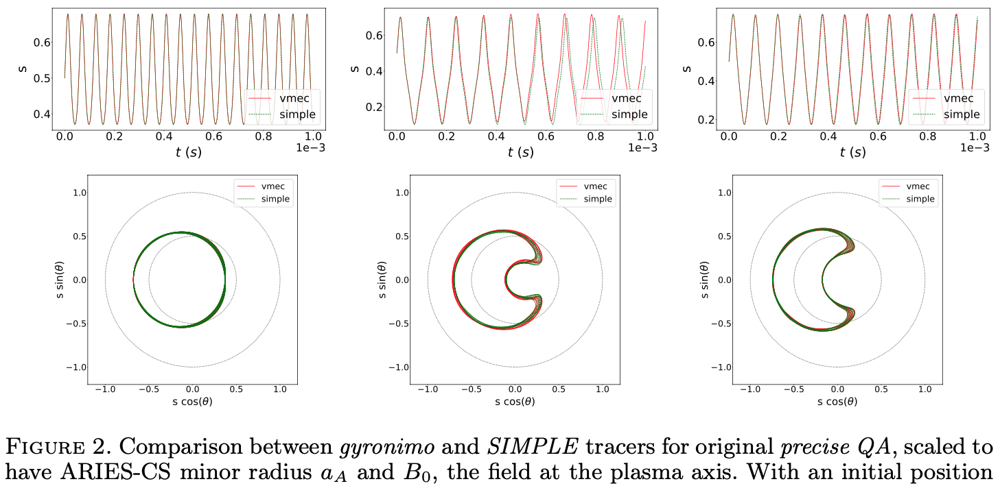 vmec
simple
s
0.6
0.5
0.4
0.0
0.2
0.4
0.6
0.8
1.0
1e−3
t (s)
vmec
simple
s
0.6
0.4
0.2
0.0
0.2
0.4
0.6
0.8
1.0
1e−3
t (s)
vmec
simple
s
0.6
0.4
0.2
0.0
0.2
0.4
0.6
0.8
1.0
1e−3
t (s)
vmec
simple
s sin(θ)
1.0
0.5
0.0
−0.5
−1.0
−1.0
−0.5
0.0
0.5
1.0
s cos(θ)
vmec
simple
s sin(θ)
1.0
0.5
0.0
−0.5
−1.0
−1.0
−0.5
0.0
0.5
1.0
s cos(θ)
vmec
simple
s sin(θ)
1.0
0.5
0.0
−0.5
−1.0
−1.0
−0.5
0.0
0.5
1.0
s cos(θ)
FIGURE 2. Comparison between gyronimo and SIMPLE tracers for original precise QA, scaled to
have ARIES-CS minor radius a_A and B_0, the field at the plasma axis. With an initial position